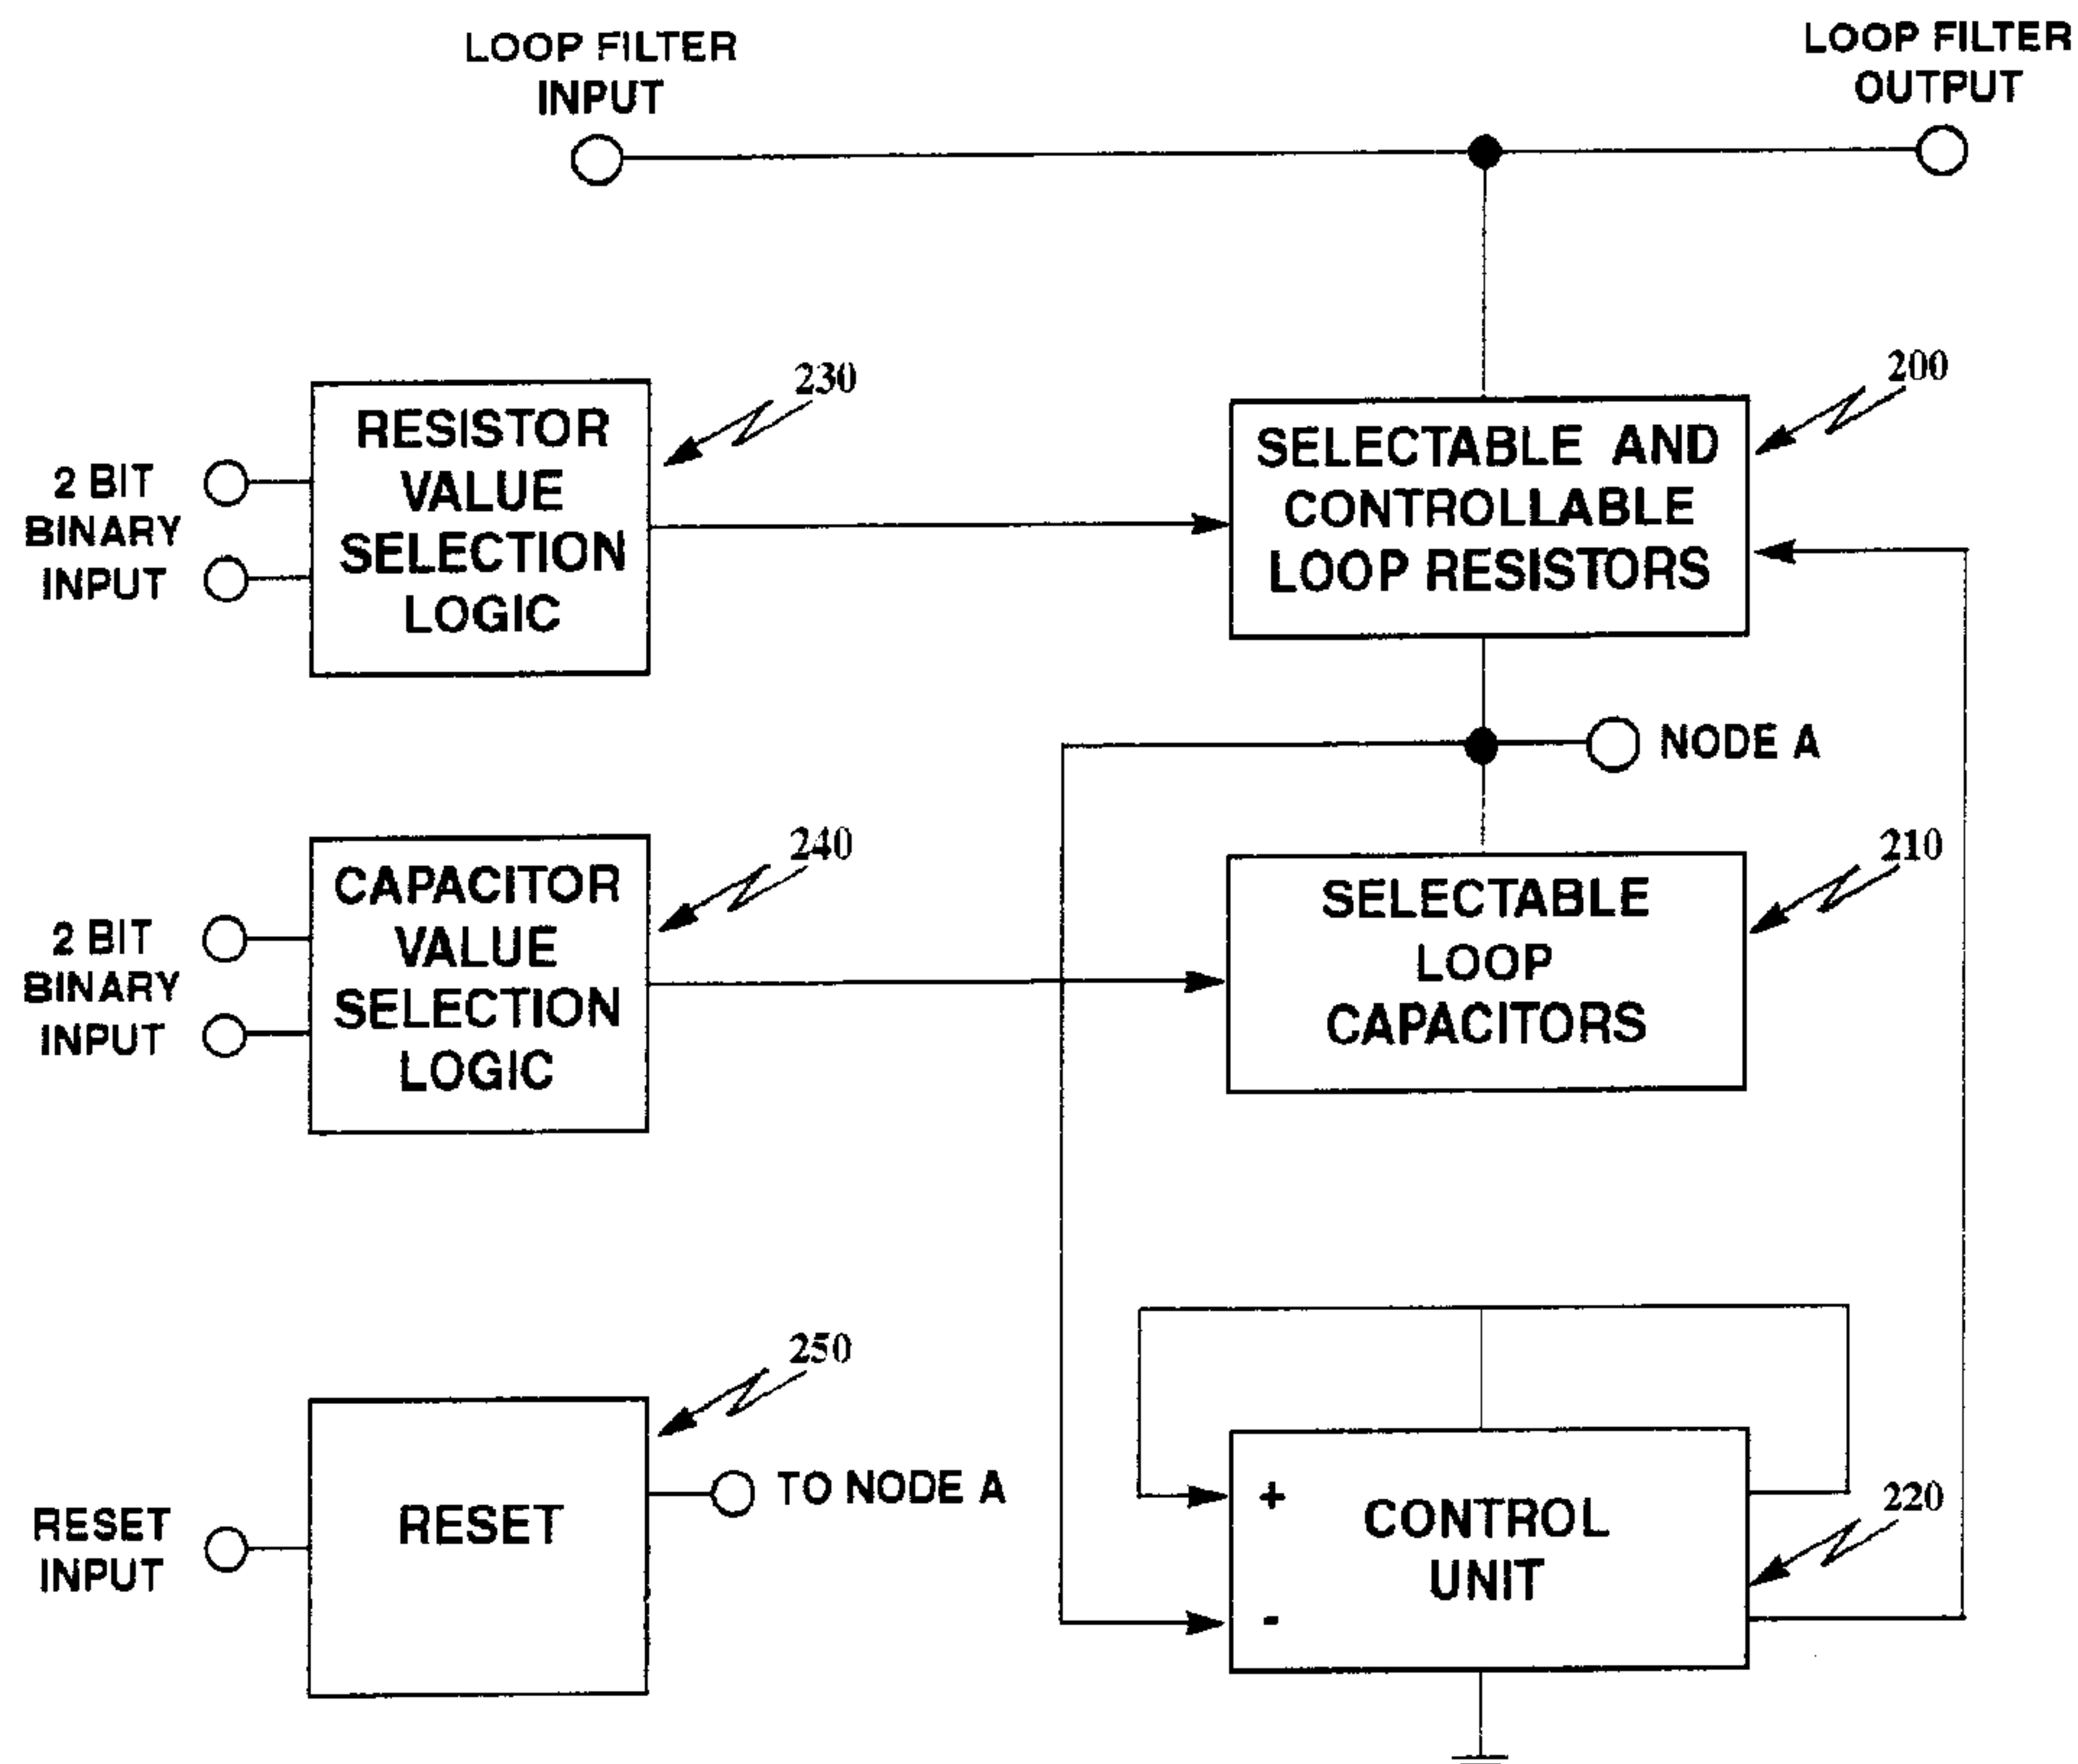 LOOP FILTER
INPUT
LOOP FILTER
OUTPUT
230
RESISTOR
VALUE
SELECTION
LOGIC
2 BIT
BINARY
INPUT
200
SELECTABLE AND
CONTROLLABLE
LOOP RESISTORS
NODE A
240
CAPACITOR
VALUE
SELECTION
LOGIC
2 BIT
BINARY
INPUT
210
SELECTABLE
LOOP
CAPACITORS
250
RESET
TO NODE A
RESET
INPUT
220
+
CONTROL
UNIT
-